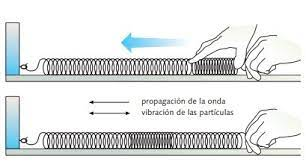 propagación de la onda
vibración de las partículas